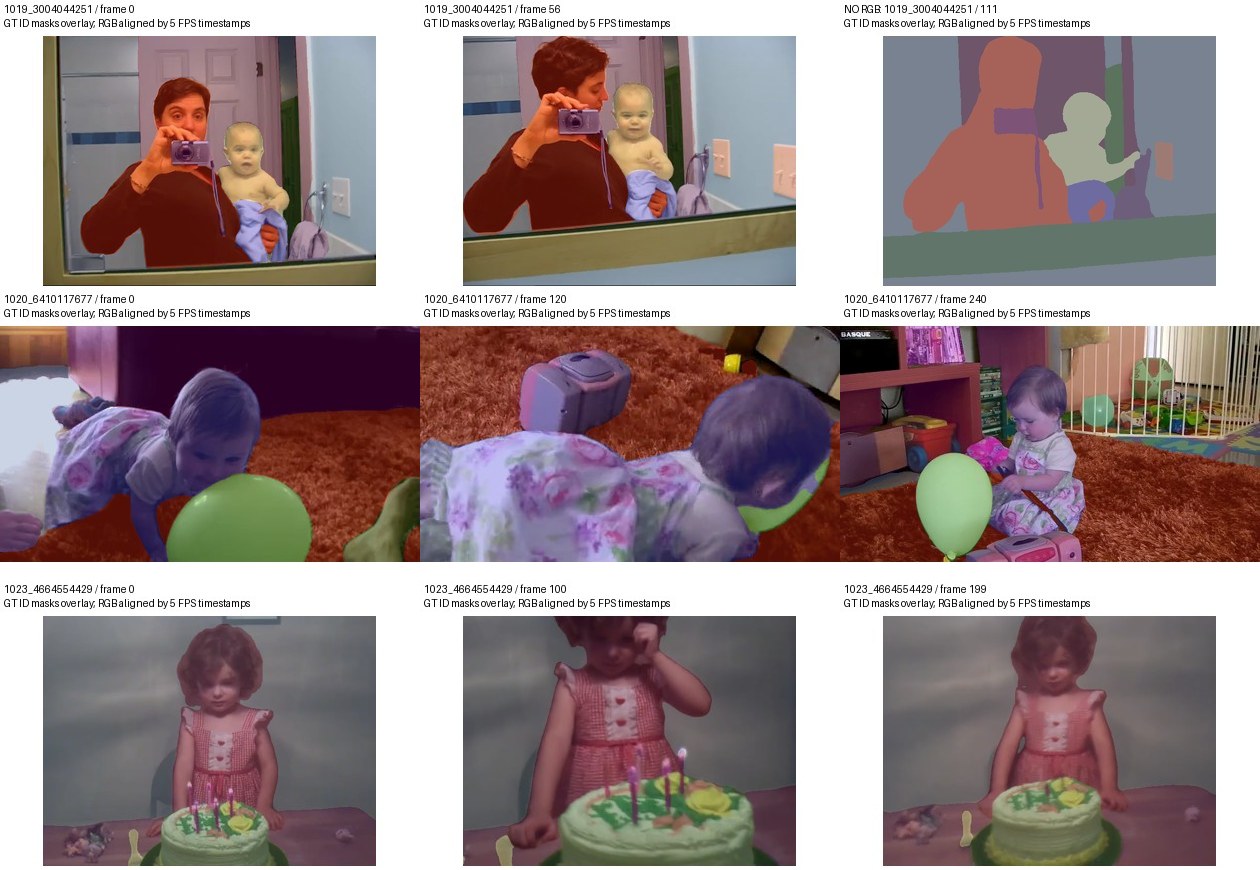 1019_3004044251 / frame 0
GT ID masks overlay; RGB aligned by 5 FPS timestamps
1019_3004044251 / frame 56
GT ID masks overlay; RGB aligned by 5 FPS timestamps
NO RGB: 1019_3004044251 / 111
GT ID masks overlay; RGB aligned by 5 FPS timestamps
1020_6410117677 / frame 0
GT ID masks overlay; RGB aligned by 5 FPS timestamps
1020_6410117677 / frame 120
GT ID masks overlay; RGB aligned by 5 FPS timestamps
1020_6410117677 / frame 240
GT ID masks overlay; RGB aligned by 5 FPS timestamps
BASQUE
1023_4664554429 / frame 0
GT ID masks overlay; RGB aligned by 5 FPS timestamps
1023_4664554429 / frame 100
GT ID masks overlay; RGB aligned by 5 FPS timestamps
1023_4664554429 / frame 199
GT ID masks overlay; RGB aligned by 5 FPS timestamps